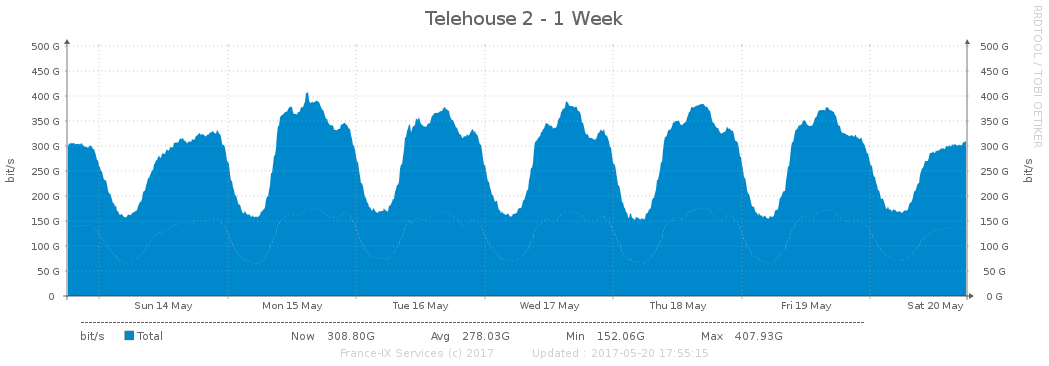 Telehouse 2 - 1 Week
RRDTOOL / TOBI OETIKER
500 G 500 G
450 G 450 G
400 G 400 G
350 G 350 G
300 G 300 G
250 G 250 G
200 G 200 G
150 G 150 G
100 G 100 G
50 G 50 G
0 0 G
bit/s
bit/s
Sun 14 May Mon 15 May Tue 16 May Wed 17 May Thu 18 May Fri 19 May Sat 20 May
bit/s Total Now 308.80G Avg 278.03G Min 152.06G Max 407.93G
France-IX Services (c) 2017 Updated : 2017-05-20 17:55:15